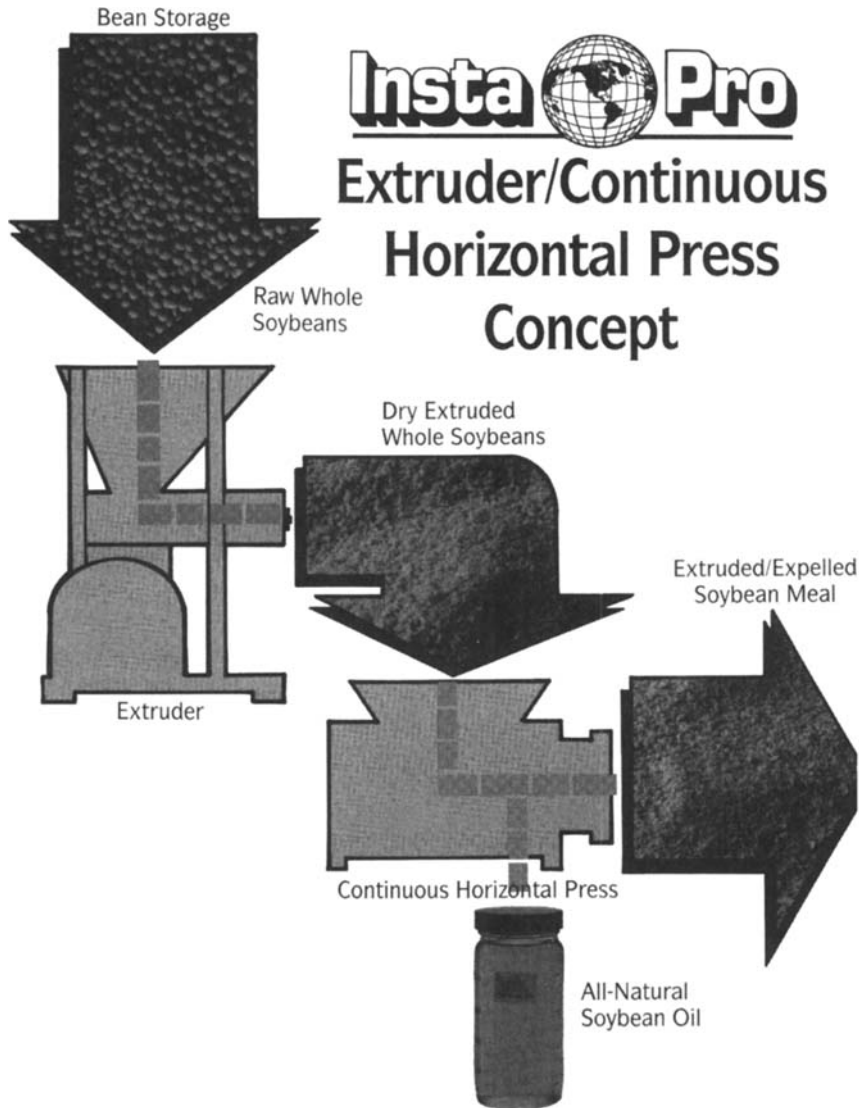 Bean Storage
Insta Pro
Extruder/Continuous
Horizontal Press
Concept
Raw Whole
Soybeans
Dry Extruded
Whole Soybeans
Extruded/Expelled
Soybean Meal
Extruder
Continuous Horizontal Press
All-Natural
Soybean Oil